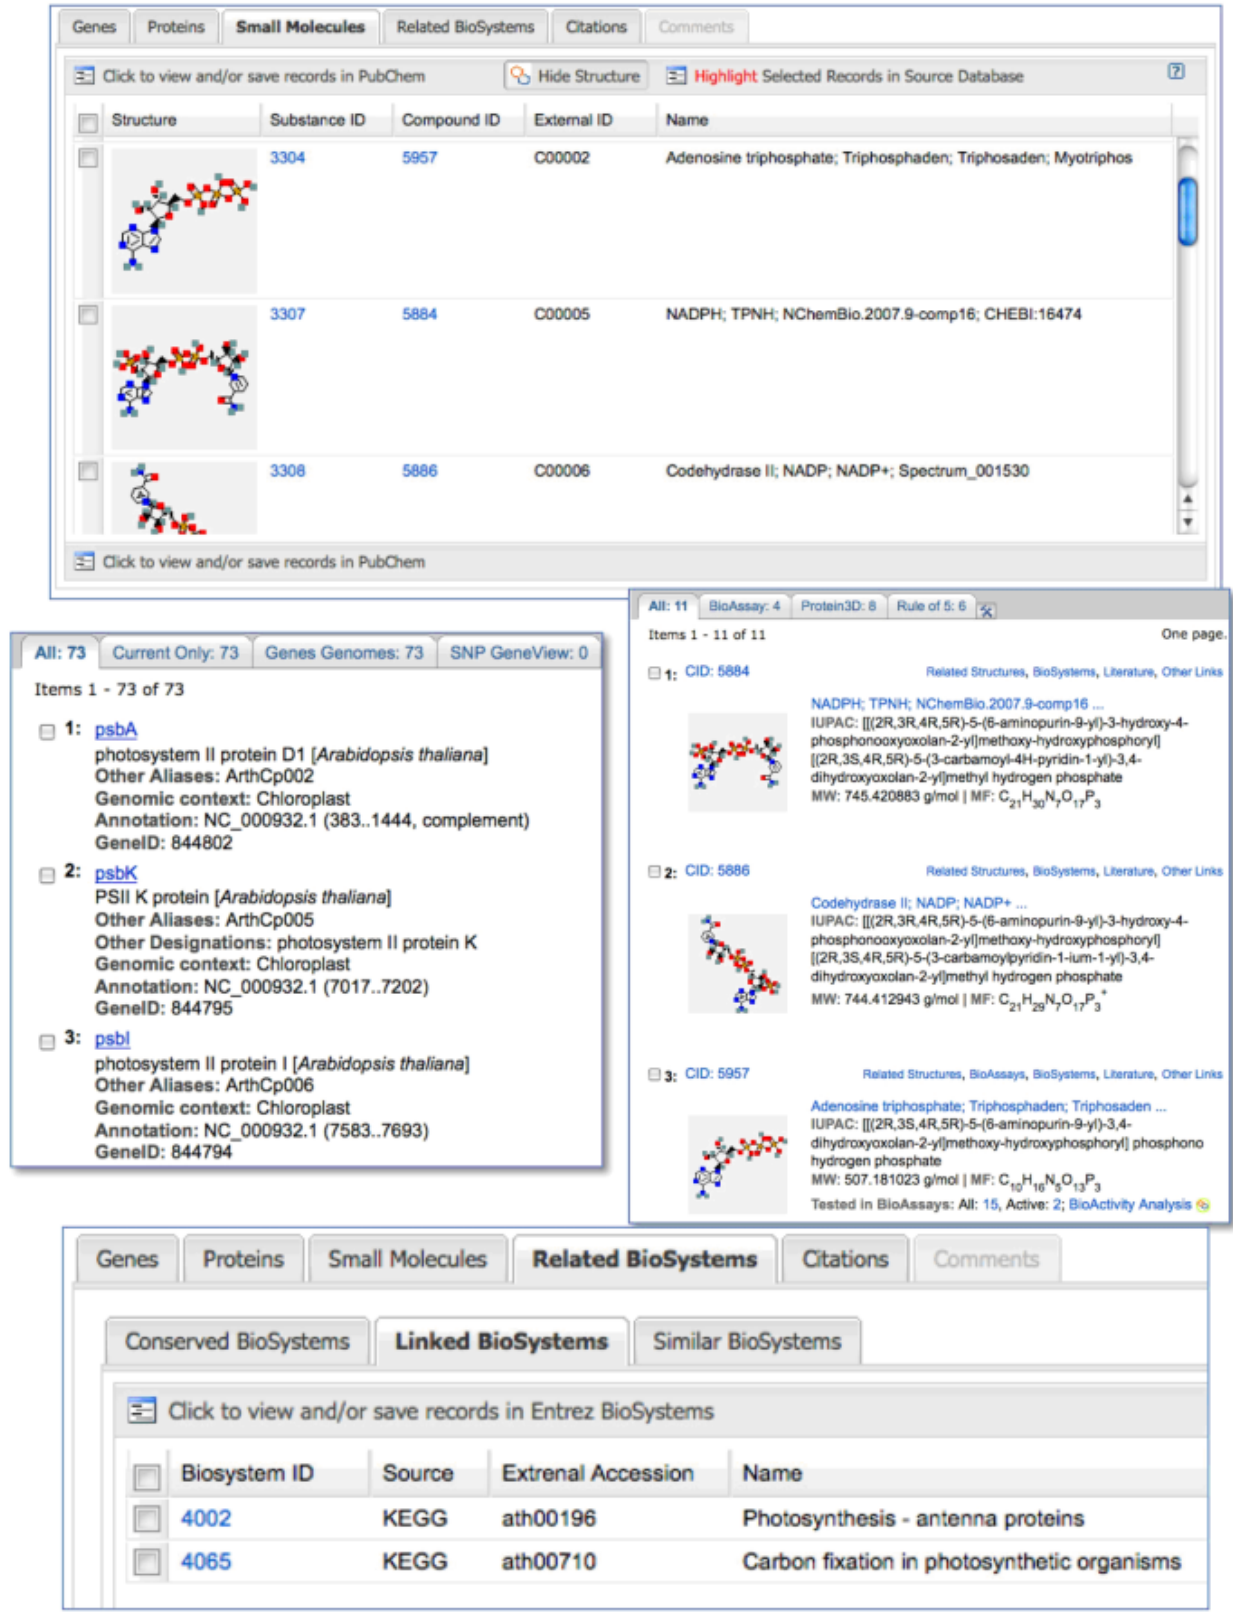 Genes Proteins Small Molecules Related BioSystems Citations Comments
Click to view and/or save records in PubChem Hide Structure Highlight Selected Records in Source Database ?
Structure Substance ID Compound ID External ID Name
3304 5957 C00002 Adenosine triphosphate; Triphosphaden; Triphosaden; Myotriphos
3307 5884 C00005 NADPH; TPNH; NChemBio.2007.9-comp16; CHEBI:16474
3308 5886 C00006 Codehydrase II; NADP; NADP+; Spectrum_001530
Click to view and/or save records in PubChem
All: 73 Current Only: 73 Genes Genomes: 73 SNP GeneView: 0
Items 1 - 73 of 73
1: psbA
photosystem II protein D1 [Arabidopsis thaliana]
Other Aliases: ArthCp002
Genomic context: Chloroplast
Annotation: NC_000932.1 (383..1444, complement)
GeneID: 844802
2: psbK
PSII K protein [Arabidopsis thaliana]
Other Aliases: ArthCp005
Other Designations: photosystem II protein K
Genomic context: Chloroplast
Annotation: NC_000932.1 (7017..7202)
GeneID: 844795
3: psbI
photosystem II protein I [Arabidopsis thaliana]
Other Aliases: ArthCp006
Genomic context: Chloroplast
Annotation: NC_000932.1 (7583..7693)
GeneID: 844794
All: 11 BioAssay: 4 Protein3D: 8 Rule of 5: 6
Items 1 - 11 of 11 One page.
1: CID: 5884 Related Structures, BioSystems, Literature, Other Links
NADPH; TPNH; NChemBio.2007.9-comp16 ...
IUPAC: [[(2R,3R,4R,5R)-5-(6-aminopurin-9-yl)-3-hydroxy-4-
phosphonooxyoxolan-2-yl]methoxy-hydroxyphosphoryl]
[(2R,3S,4R,5R)-5-(3-carbamoyl-4H-pyridin-1-yl)-3,4-
dihydroxyoxolan-2-yl]methyl hydrogen phosphate
MW: 745.420883 g/mol | MF: C21H30N7O17P3
2: CID: 5886 Related Structures, BioSystems, Literature, Other Links
Codehydrase II; NADP; NADP+ ...
IUPAC: [[(2R,3R,4R,5R)-5-(6-aminopurin-9-yl)-3-hydroxy-4-
phosphonooxyoxolan-2-yl]methoxy-hydroxyphosphoryl]
[(2R,3S,4R,5R)-5-(3-carbamoylpyridin-1-ium-1-yl)-3,4-
dihydroxyoxolan-2-yl]methyl hydrogen phosphate
MW: 744.412943 g/mol | MF: C21H29N7O17P3+
3: CID: 5957 Related Structures, BioAssays, BioSystems, Literature, Other Links
Adenosine triphosphate; Triphosphaden; Triphosaden ...
IUPAC: [[(2R,3S,4R,5R)-5-(6-aminopurin-9-yl)-3,4-
dihydroxyoxolan-2-yl]methoxy-hydroxyphosphoryl] phosphono
hydrogen phosphate
MW: 507.181023 g/mol | MF: C10H16N5O13P3
Tested in BioAssays: All: 15, Active: 2; BioActivity Analysis
Genes Proteins Small Molecules Related BioSystems Citations Comments
Conserved BioSystems Linked BioSystems Similar BioSystems
Click to view and/or save records in Entrez BioSystems
Biosystem ID Source Extrenal Accession Name
4002 KEGG ath00196 Photosynthesis - antenna proteins
4065 KEGG ath00710 Carbon fixation in photosynthetic organisms